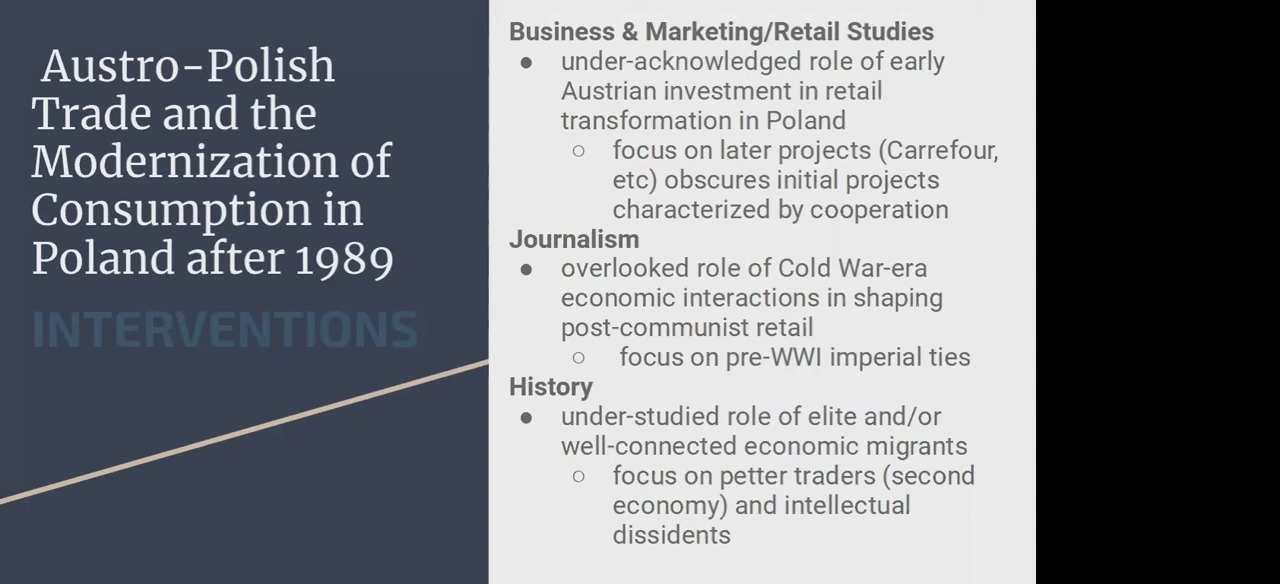 Austro-Polish
Trade and the
Modernization of
Consumption in
Poland after 1989
INTERVENTIONS
Business & Marketing/Retail Studies
● under-acknowledged role of early
Austrian investment in retail
transformation in Poland
○ focus on later projects (Carrefour,
etc) obscures initial projects
characterized by cooperation
Journalism
● overlooked role of Cold War-era
economic interactions in shaping
post-communist retail
○ focus on pre-WWI imperial ties
History
● under-studied role of elite and/or
well-connected economic migrants
○ focus on petter traders (second
economy) and intellectual
dissidents